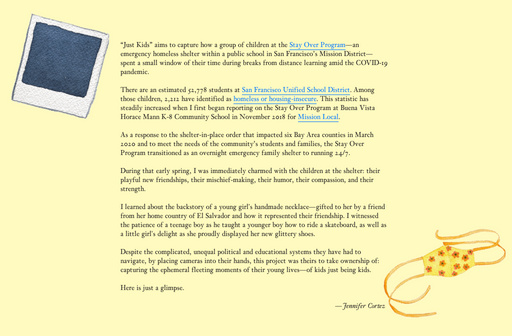 “Just Kids” aims to capture how a group of children at the Stay Over Program—an
emergency homeless shelter within a public school in San Francisco’s Mission District—
spent a small window of their time during breaks from distance learning amid the COVID-19
pandemic.
There are an estimated 52,778 students at San Francisco Unified School District. Among
those children, 2,212 have identified as homeless or housing-insecure. This statistic has
steadily increased when I first began reporting on the Stay Over Program at Buena Vista
Horace Mann K-8 Community School in November 2018 for Mission Local.
As a response to the shelter-in-place order that impacted six Bay Area counties in March
2020 and to meet the needs of the community’s students and families, the Stay Over
Program transitioned as an overnight emergency family shelter to running 24/7.
During that early spring, I was immediately charmed with the children at the shelter: their
playful new friendships, their mischief-making, their humor, their compassion, and their
strength.
I learned about the backstory of a young girl’s handmade necklace—gifted to her by a friend
from her home country of El Salvador and how it represented their friendship. I witnessed
the patience of a teenage boy as he taught a younger boy how to ride a skateboard, as well as
a little girl’s delight as she proudly displayed her new glittery shoes.
Despite the complicated, unequal political and educational systems they have had to
navigate, by placing cameras into their hands, this project was theirs to take ownership of:
capturing the ephemeral fleeting moments of their young lives—of kids just being kids.
Here is just a glimpse.
—Jennifer Cortez